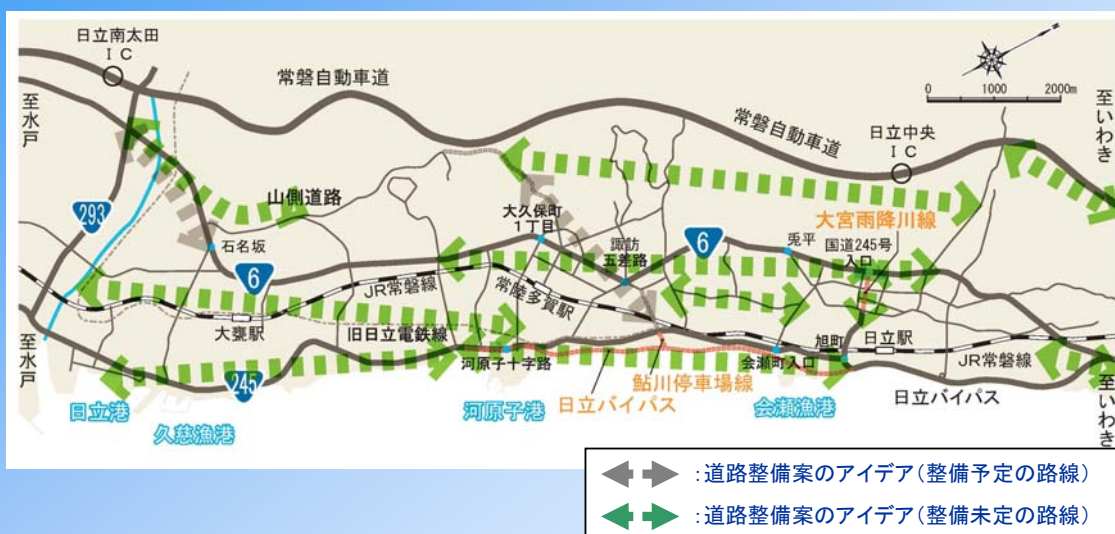 日立南太田
ＩＣ
常磐自動車道
0 1000 2000m
至水戸
至いわき
常磐自動車道
日立中央
ＩＣ
293
山側道路
大久保町
１丁目
大宮雨降川線
石名坂
6
諏訪
五差路
6
兎平
国道245号
入口
JR常磐線
常陸多賀駅
大甕駅
旧日立電鉄線
旭町
日立駅
至水戸
245
河原子十字路
会瀬町入口
JR常磐線
鮎川停車場線
至いわき
日立港
河原子港
日立バイパス
会瀬漁港
日立バイパス
久慈漁港
：道路整備案のアイデア（整備予定の路線）
：道路整備案のアイデア（整備未定の路線）